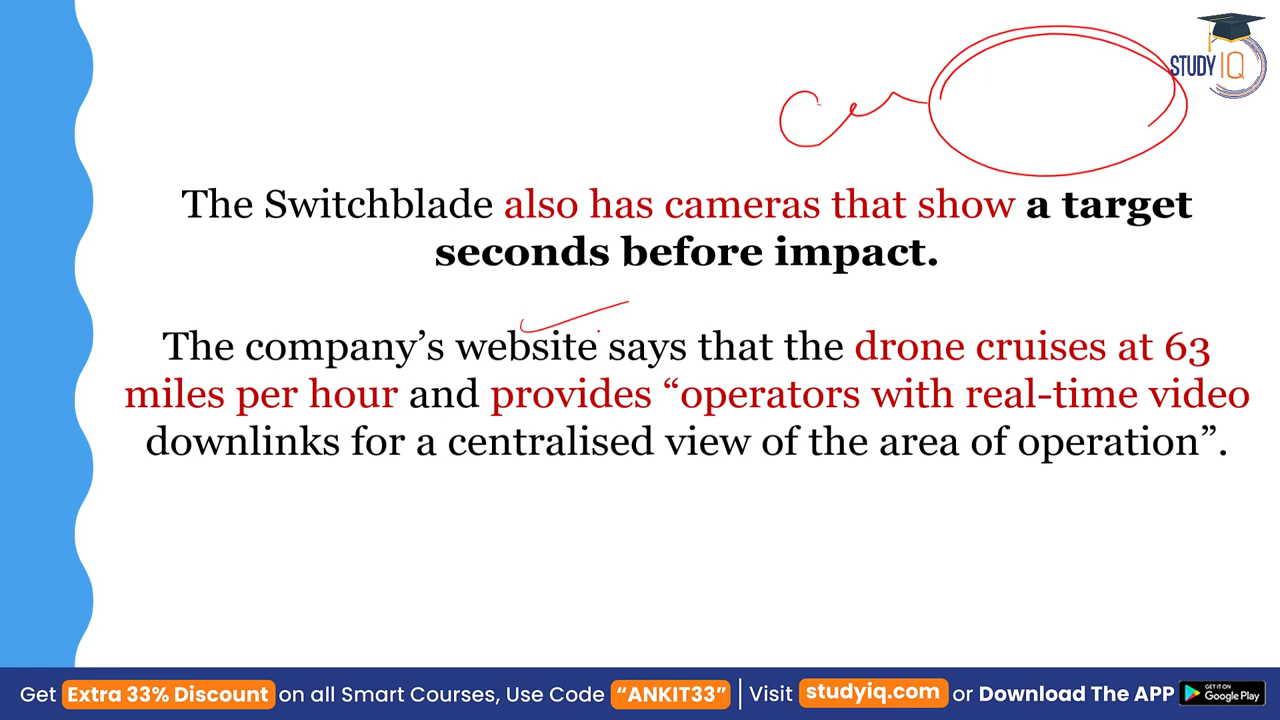 STUDY IQ
The Switchblade also has cameras that show a target
seconds before impact.
The company’s website says that the drone cruises at 63
miles per hour and provides “operators with real-time video
downlinks for a centralised view of the area of operation”.
Get Extra 33% Discount on all Smart Courses, Use Code “ANKIT33” Visit studyiq.com or Download The APP GET IT ON Google Play